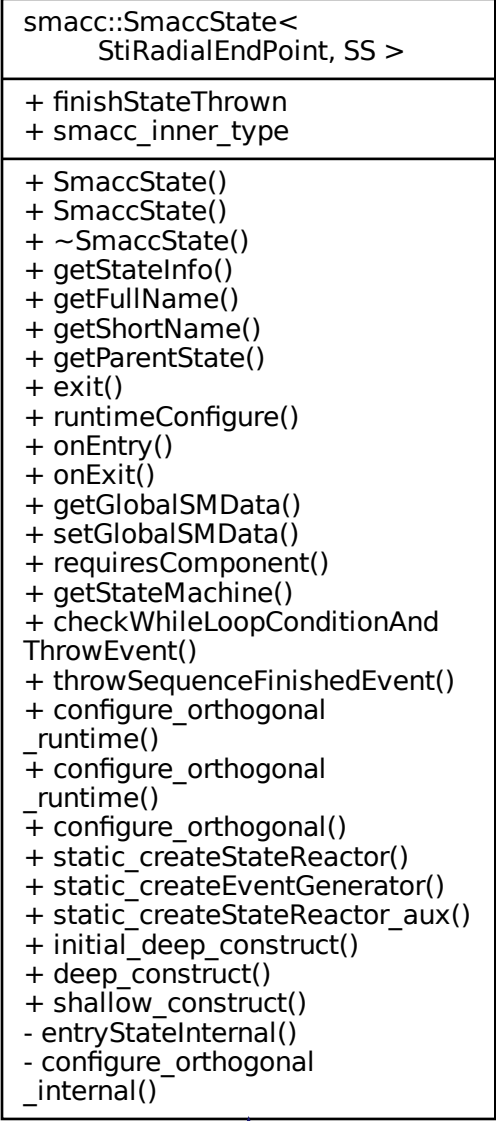 smacc::SmaccState<
StiRadialEndPoint, SS >
+ finishStateThrown
+ smacc_inner_type
+ SmaccState()
+ SmaccState()
+ ~SmaccState()
+ getStateInfo()
+ getFullName()
+ getShortName()
+ getParentState()
+ exit()
+ runtimeConfigure()
+ onEntry()
+ onExit()
+ getGlobalSMData()
+ setGlobalSMData()
+ requiresComponent()
+ getStateMachine()
+ checkWhileLoopConditionAnd
ThrowEvent()
+ throwSequenceFinishedEvent()
+ configure_orthogonal
_runtime()
+ configure_orthogonal
_runtime()
+ configure_orthogonal()
+ static_createStateReactor()
+ static_createEventGenerator()
+ static_createStateReactor_aux()
+ initial_deep_construct()
+ deep_construct()
+ shallow_construct()
- entryStateInternal()
- configure_orthogonal
_internal()